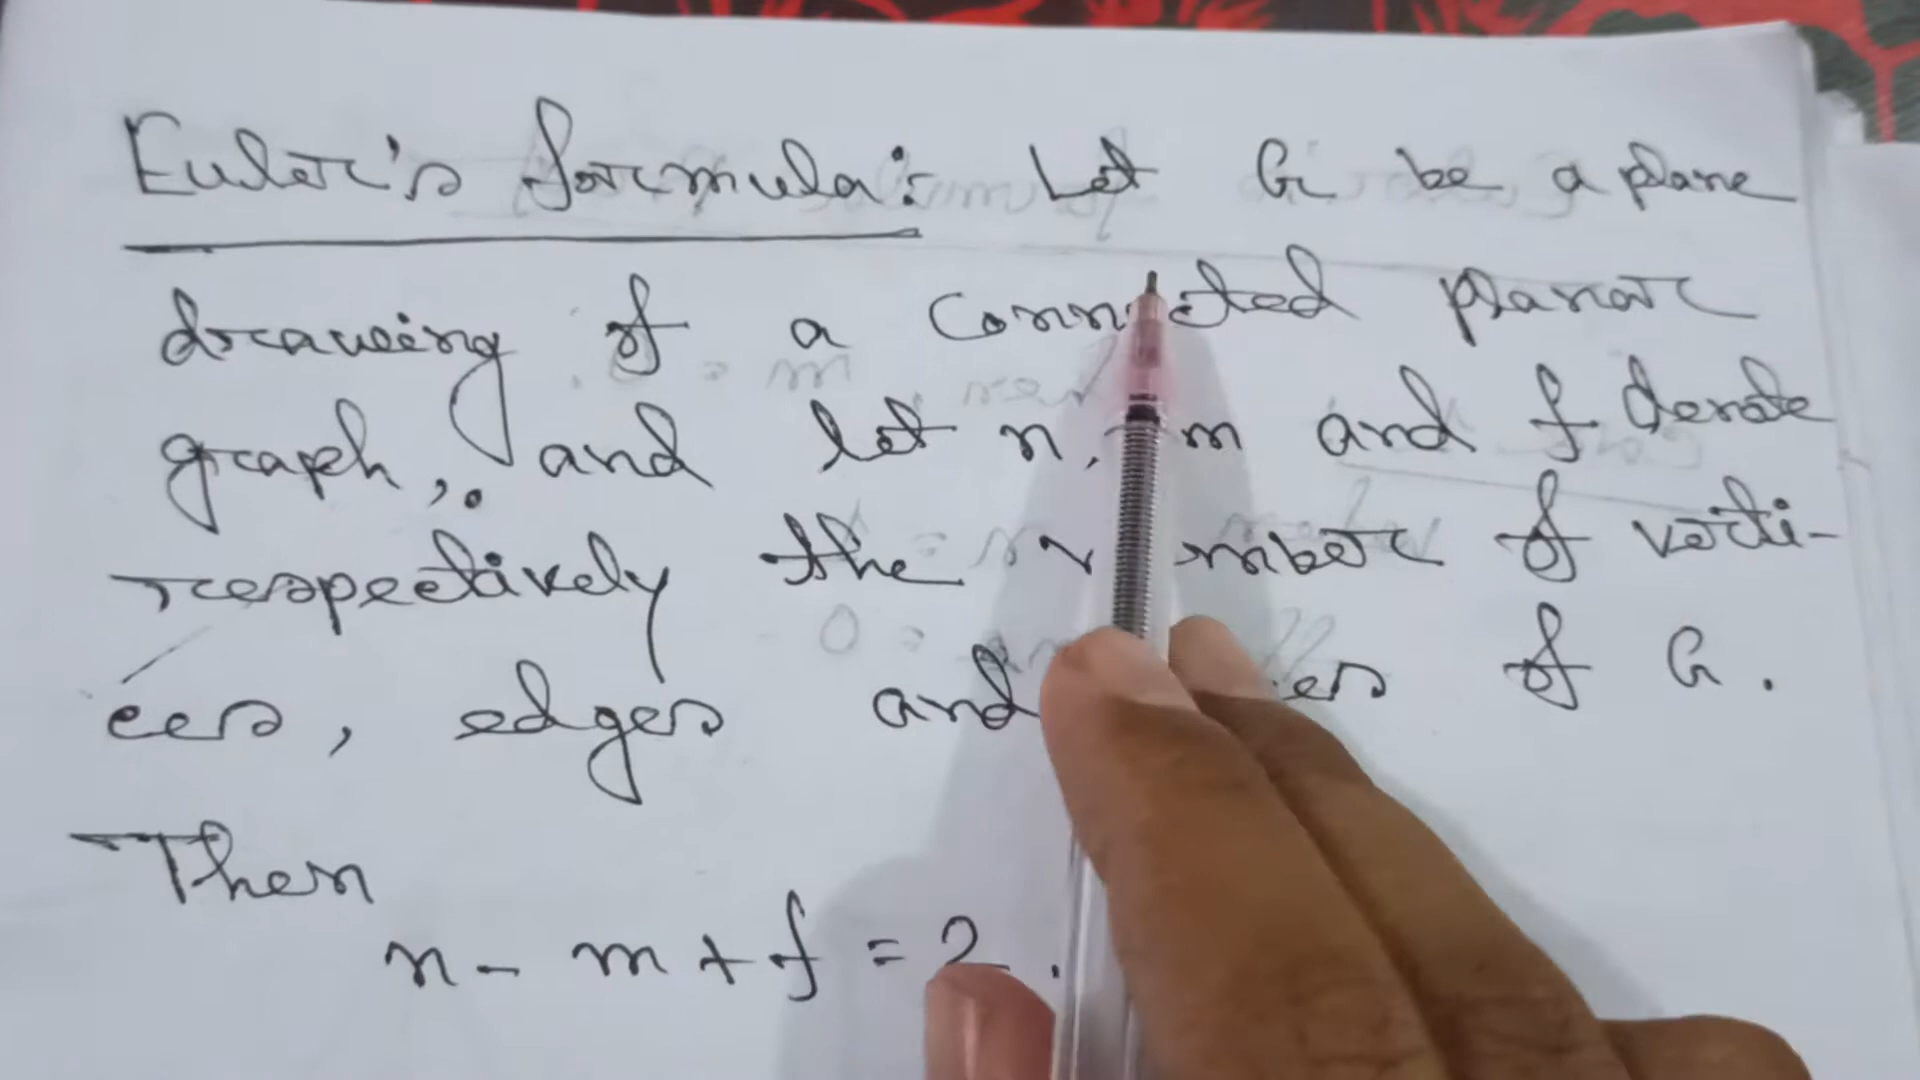 Euler's formula: Let G be a plane
drawing of a connected planar
graph, and let n, m and f denote
respectively the number of verti-
ces, edges and of G.
Then
n - m + f = 2.